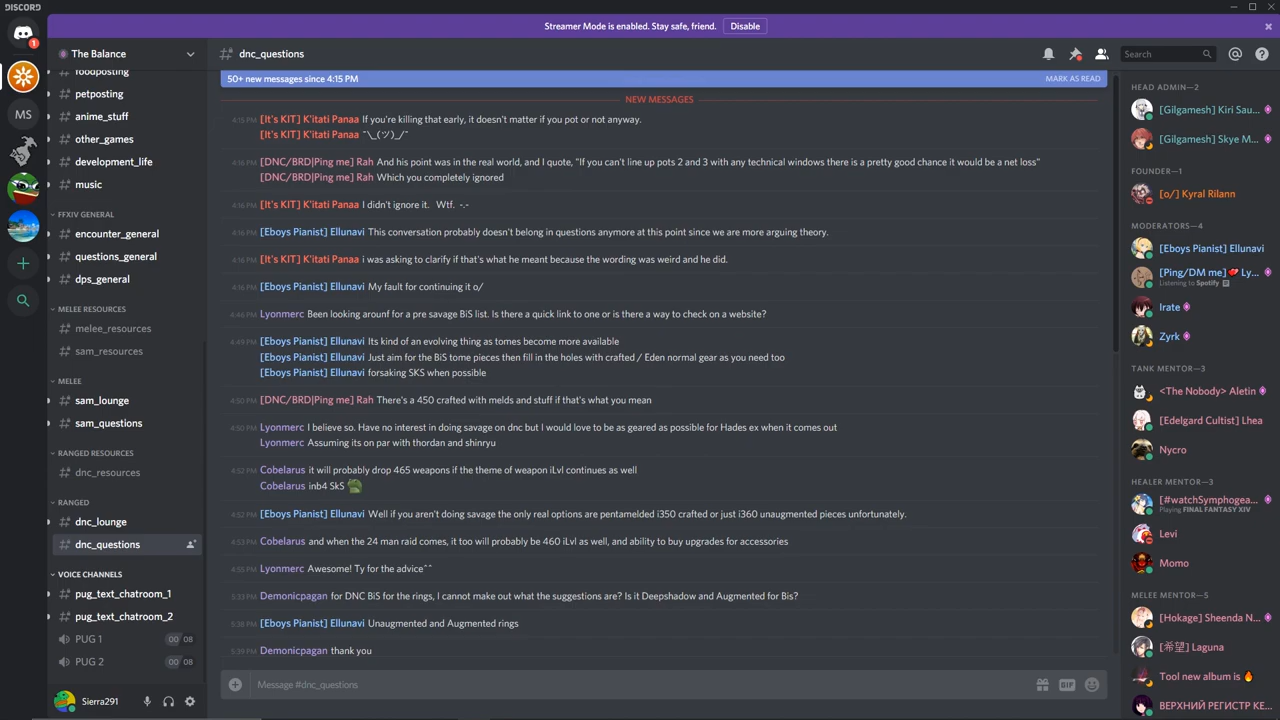 DISCORD
Streamer Mode is enabled. Stay safe, friend. Disable
1
MS
The Balance
foodposting
petposting
anime_stuff
other_games
development_life
music
FFXIV GENERAL
encounter_general
questions_general
dps_general
MELEE RESOURCES
melee_resources
sam_resources
MELEE
sam_lounge
sam_questions
RANGED RESOURCES
dnc_resources
RANGED
dnc_lounge
dnc_questions
VOICE CHANNELS
pug_text_chatroom_1
pug_text_chatroom_2
PUG 1 00 08
PUG 2 00 08
Sierra291
dnc_questions
Search
50+ new messages since 4:15 PM MARK AS READ
NEW MESSAGES
4:15 PM [It's KIT] K'itati Panaa If you're killing that early, it doesn't matter if you pot or not anyway.
[It's KIT] K'itati Panaa ¯\_(ツ)_/¯
4:16 PM [DNC/BRD|Ping me] Rah And his point was in the real world, and I quote, "If you can't line up pots 2 and 3 with any technical windows there is a pretty good chance it would be a net loss"
[DNC/BRD|Ping me] Rah Which you completely ignored
4:16 PM [It's KIT] K'itati Panaa I didn't ignore it. Wtf. -.-
4:16 PM [Eboys Pianist] Ellunavi This conversation probably doesn't belong in questions anymore at this point since we are more arguing theory.
4:16 PM [It's KIT] K'itati Panaa i was asking to clarify if that's what he meant because the wording was weird and he did.
4:16 PM [Eboys Pianist] Ellunavi My fault for continuing it o/
4:46 PM Lyonmerc Been looking arounf for a pre savage BiS list. Is there a quick link to one or is there a way to check on a website?
4:49 PM [Eboys Pianist] Ellunavi Its kind of an evolving thing as tomes become more available
[Eboys Pianist] Ellunavi Just aim for the BiS tome pieces then fill in the holes with crafted / Eden normal gear as you need too
[Eboys Pianist] Ellunavi forsaking SKS when possible
4:50 PM [DNC/BRD|Ping me] Rah There's a 450 crafted with melds and stuff if that's what you mean
4:50 PM Lyonmerc I believe so. Have no interest in doing savage on dnc but I would love to be as geared as possible for Hades ex when it comes out
Lyonmerc Assuming its on par with thordan and shinryu
4:52 PM Cobelarus it will probably drop 465 weapons if the theme of weapon iLvl continues as well
Cobelarus inb4 SkS
4:52 PM [Eboys Pianist] Ellunavi Well if you aren't doing savage the only real options are pentamelded i350 crafted or just i360 unaugmented pieces unfortunately.
4:53 PM Cobelarus and when the 24 man raid comes, it too will probably be 460 iLvl as well, and ability to buy upgrades for accessories
4:55 PM Lyonmerc Awesome! Ty for the advice^^
5:33 PM Demonicpagan for DNC BiS for the rings, I cannot make out what the suggestions are? Is it Deepshadow and Augmented for Bis?
5:38 PM [Eboys Pianist] Ellunavi Unaugmented and Augmented rings
5:39 PM Demonicpagan thank you
Message #dnc_questions
GIF
HEAD ADMIN—2
[Gilgamesh] Kiri Sau...
[Gilgamesh] Skye M...
FOUNDER—1
[o/] Kyral Rilann
MODERATORS—4
[Eboys Pianist] Ellunavi
[Ping/DM me]❤️ Ly...
Listening to Spotify
Irate
Zyrk
TANK MENTOR—3
<The Nobody> Aletin
[Edelgard Cultist] Lhea
Nycro
HEALER MENTOR—3
[#watchSymphogea...
Playing FINAL FANTASY XIV
Levi
Momo
MELEE MENTOR—5
[Hokage] Sheenda N...
[希望] Laguna
Tool new album is 🔥
ВЕРХНИЙ РЕГИСТР КЕ...